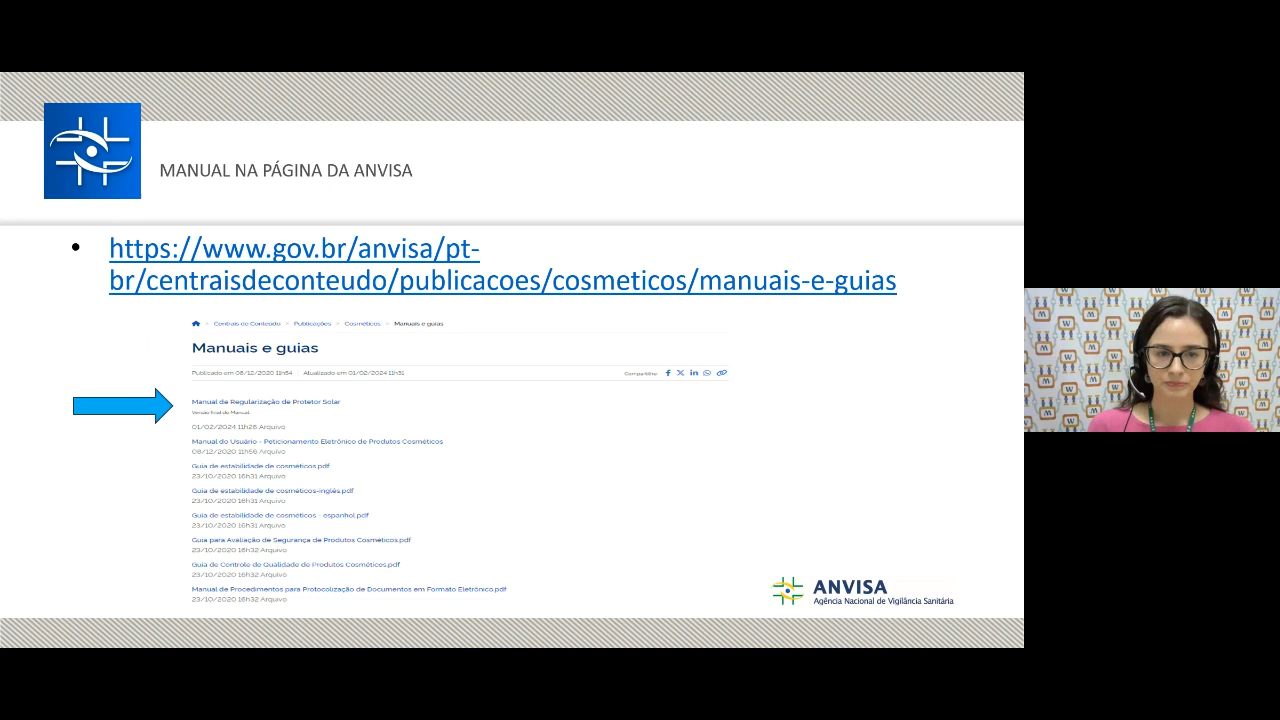 MANUAL NA PÁGINA DA ANVISA
• https://www.gov.br/anvisa/pt-
br/centraisdeconteudo/publicacoes/cosmeticos/manuais-e-guias
Centrais de Conteúdo > Publicações > Cosméticos > Manuais e guias
Manuais e guias
Publicado em 08/12/2020 11h54 Atualizado em 01/02/2024 11h31
Compartilhe:
Manual de Regularização de Protetor Solar
Versão final do Manual.
01/02/2024 11h28 Arquivo
Manual do Usuário - Peticionamento Eletrônico de Produtos Cosméticos
08/12/2020 11h56 Arquivo
Guia de estabilidade de cosméticos.pdf
23/10/2020 16h31 Arquivo
Guia de estabilidade de cosméticos-inglês.pdf
23/10/2020 16h31 Arquivo
Guia de estabilidade de cosméticos - espanhol.pdf
23/10/2020 16h31 Arquivo
Guia para Avaliação de Segurança de Produtos Cosméticos.pdf
23/10/2020 16h32 Arquivo
Guia de Controle de Qualidade de Produtos Cosméticos.pdf
23/10/2020 16h32 Arquivo
Manual de Procedimentos para Protocolização de Documentos em Formato Eletrônico.pdf
23/10/2020 16h32 Arquivo
ANVISA
Agência Nacional de Vigilância Sanitária